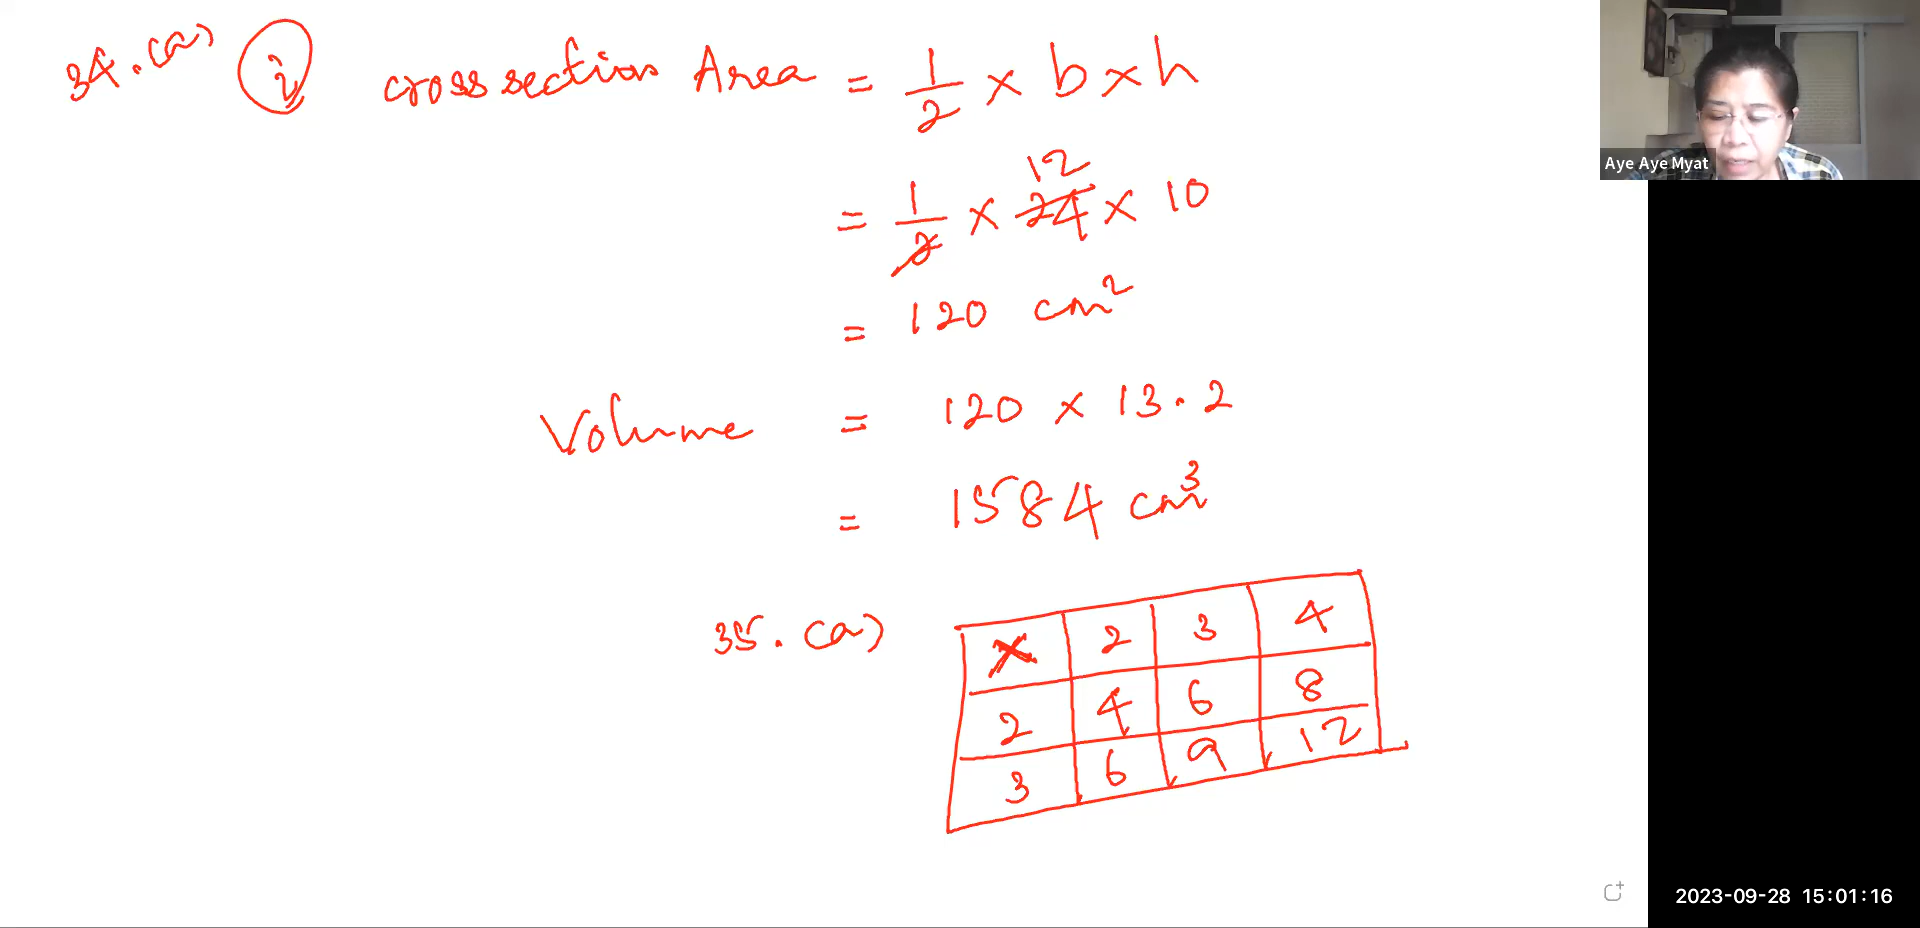 34.(a) i cross section Area = 1/2 × b × h
12
= 1/2 × 24 × 10
= 120 cm²
Volume = 120 × 13.2
= 1584 cm³
35.(a)
× 2 3 4
2 4 6 8
3 6 9 12
Aye Aye Myat
2023-09-28 15:01:16